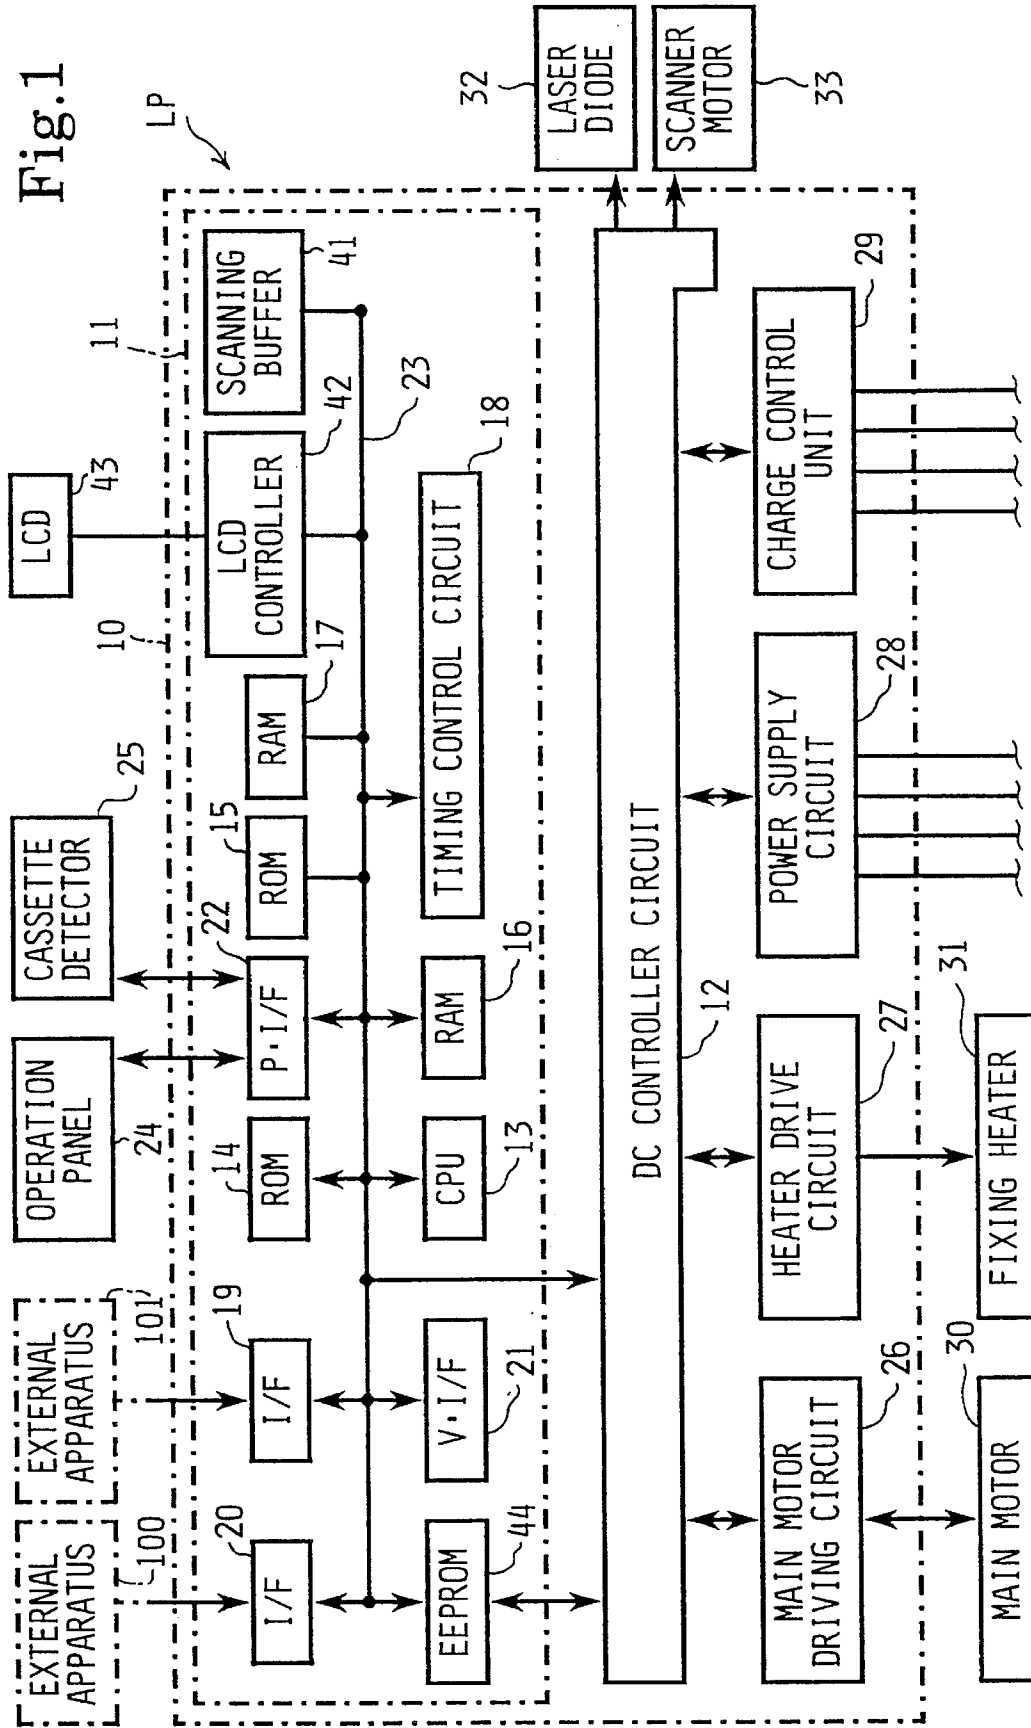 Fig.1
LP
EXTERNAL
APPARATUS
100
EXTERNAL
APPARATUS
101
OPERATION
PANEL
24
CASSETTE
DETECTOR
25
LCD
43
10
11
I/F
20
I/F
19
ROM
14
P·I/F
22
ROM
15
RAM
17
LCD
CONTROLLER
42
SCANNING
BUFFER
41
23
EEPROM
44
V·I/F
21
CPU
13
RAM
16
TIMING CONTROL CIRCUIT
18
DC CONTROLLER CIRCUIT
12
LASER
DIODE
32
SCANNER
MOTOR
33
MAIN MOTOR
DRIVING CIRCUIT
26
HEATER DRIVE
CIRCUIT
27
POWER SUPPLY
CIRCUIT
28
CHARGE CONTROL
UNIT
29
MAIN MOTOR
30
FIXING HEATER
31